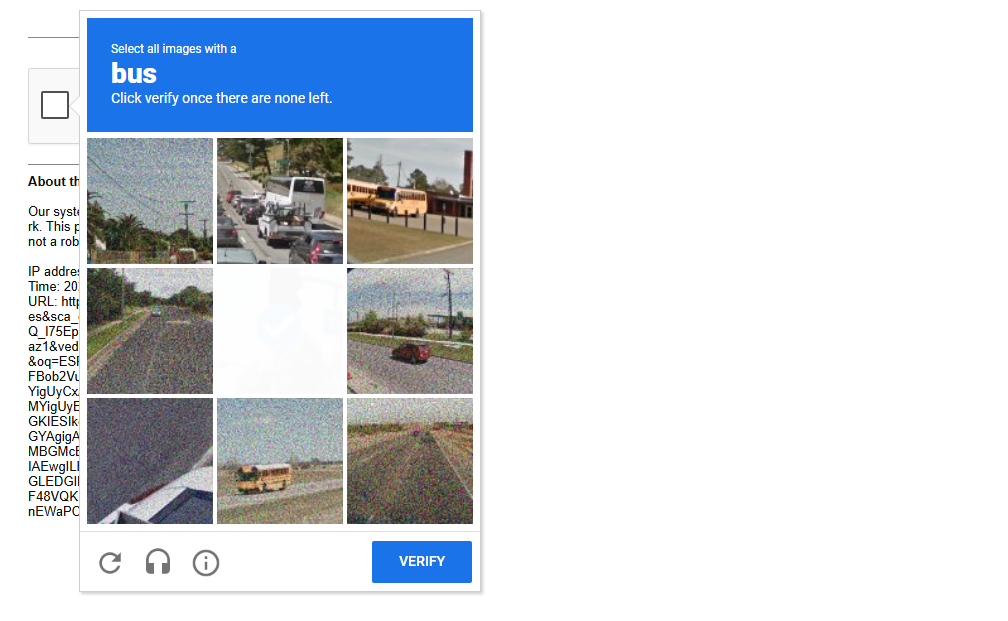 Select all images with a
bus
Click verify once there are none left.
About th
Our syste
rk. This p
not a rob
IP addres
Time: 20
URL: http
es&sca_
Q_I75Ep
az1&ved
&oq=ESF
FBob2Vu
YigUyCx
MYigUyE
GKIESIk
GYAgigA
MBGMcE
IAEwgILI
GLEDGII
F48VQK
nEWaPC
VERIFY